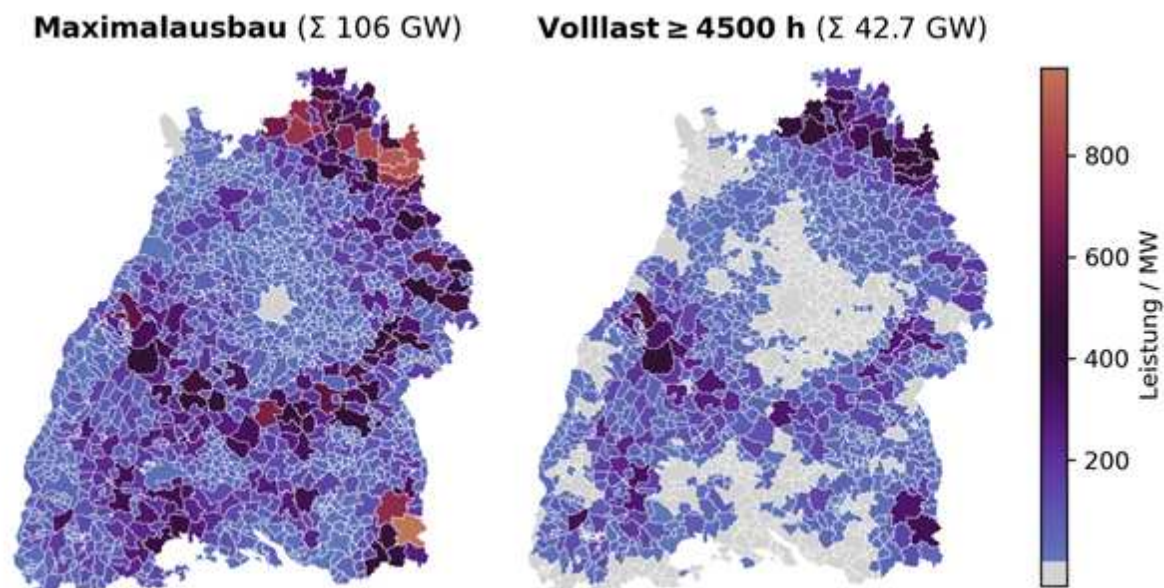 Maximalausbau (Σ 106 GW)
Volllast ≥ 4500 h (Σ 42.7 GW)
800
600
400
200
Leistung / MW